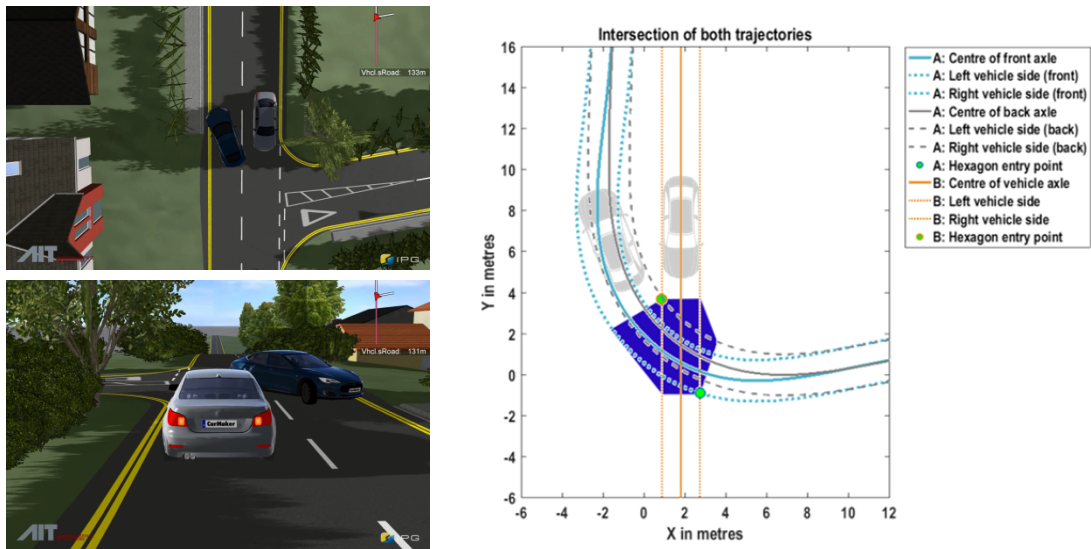 Vhcl.sRoad 133m
AIT
IPG
Vhcl.sRoad 131m
CarMaker
AIT
IPG
Intersection of both trajectories
16
14
12
10
8
6
4
2
0
-2
-4
-6
Y in metres
-6 -4 -2 0 2 4 6 8 10 12
X in metres
A: Centre of front axle
A: Left vehicle side (front)
A: Right vehicle side (front)
A: Centre of back axle
A: Left vehicle side (back)
A: Right vehicle side (back)
A: Hexagon entry point
B: Centre of vehicle axle
B: Left vehicle side
B: Right vehicle side
B: Hexagon entry point